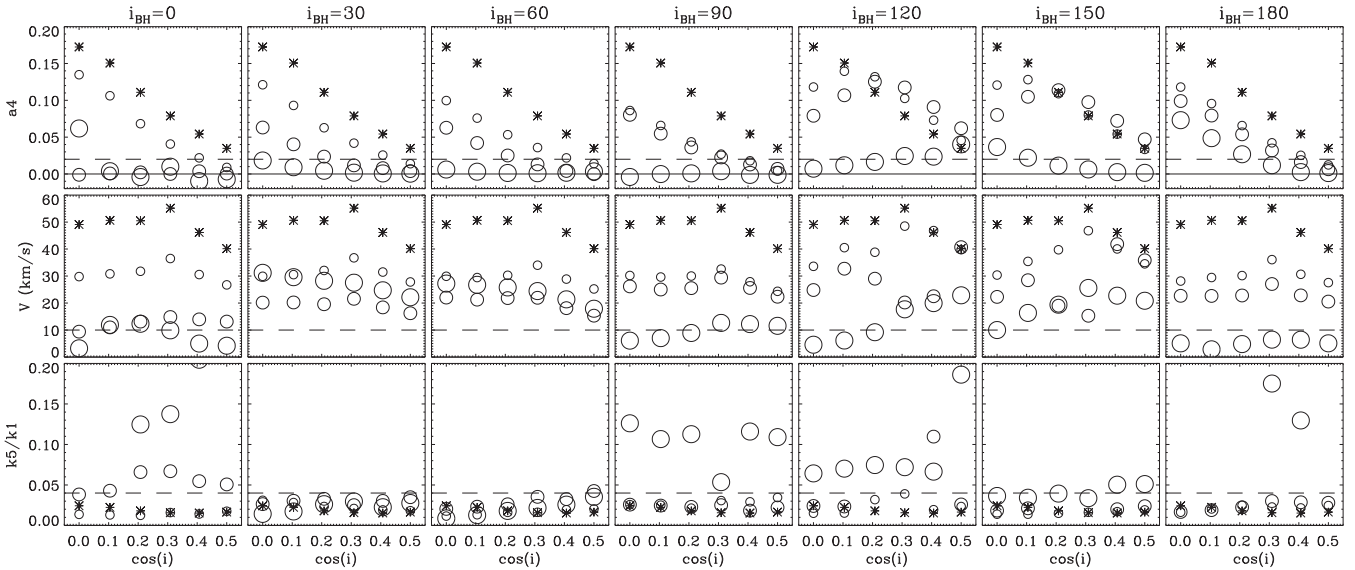 i_BH=0 i_BH=30 i_BH=60 i_BH=90 i_BH=120 i_BH=150 i_BH=180
a4
0.20
0.15
0.10
0.05
0.00
V (km/s)
60
50
40
30
20
10
0
k5/k1
0.20
0.15
0.10
0.05
0.00
0.0 0.1 0.2 0.3 0.4 0.5 0.0 0.1 0.2 0.3 0.4 0.5 0.0 0.1 0.2 0.3 0.4 0.5 0.0 0.1 0.2 0.3 0.4 0.5 0.0 0.1 0.2 0.3 0.4 0.5 0.0 0.1 0.2 0.3 0.4 0.5 0.0 0.1 0.2 0.3 0.4 0.5
cos(i) cos(i) cos(i) cos(i) cos(i) cos(i) cos(i)